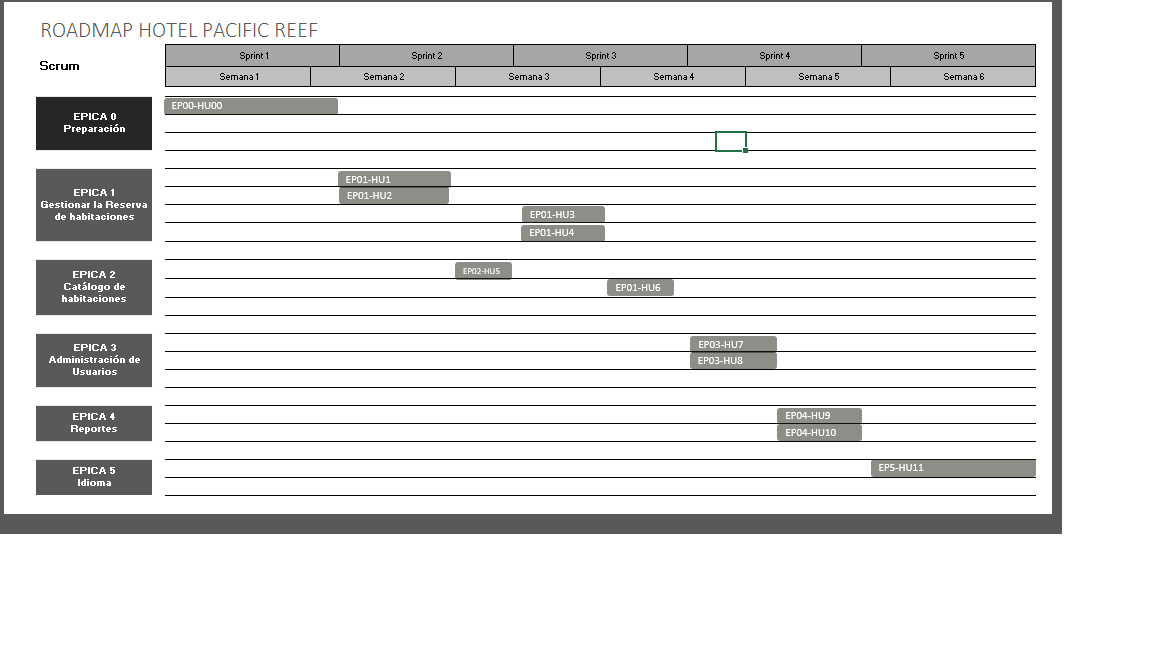 ROADMAP HOTEL PACIFIC REEF
Scrum
Sprint 1 Sprint 2 Sprint 3 Sprint 4 Sprint 5
Semana 1 Semana 2 Semana 3 Semana 4 Semana 5 Semana 6
EPICA 0
Preparación
EP00-HU00
EPICA 1
Gestionar la Reserva
de habitaciones
EP01-HU1
EP01-HU2
EP01-HU3
EP01-HU4
EPICA 2
Catálogo de
habitaciones
EP02-HU5
EP01-HU6
EPICA 3
Administración de
Usuarios
EP03-HU7
EP03-HU8
EPICA 4
Reportes
EP04-HU9
EP04-HU10
EPICA 5
Idioma
EP5-HU11